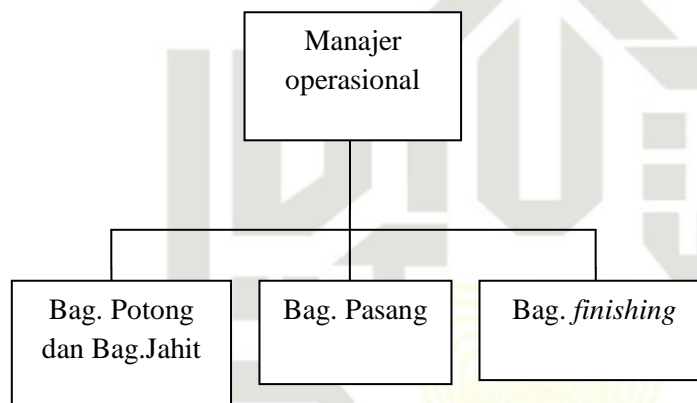 Manajer
operasional
Bag. Potong
dan Bag.Jahit
Bag. Pasang
Bag. finishing